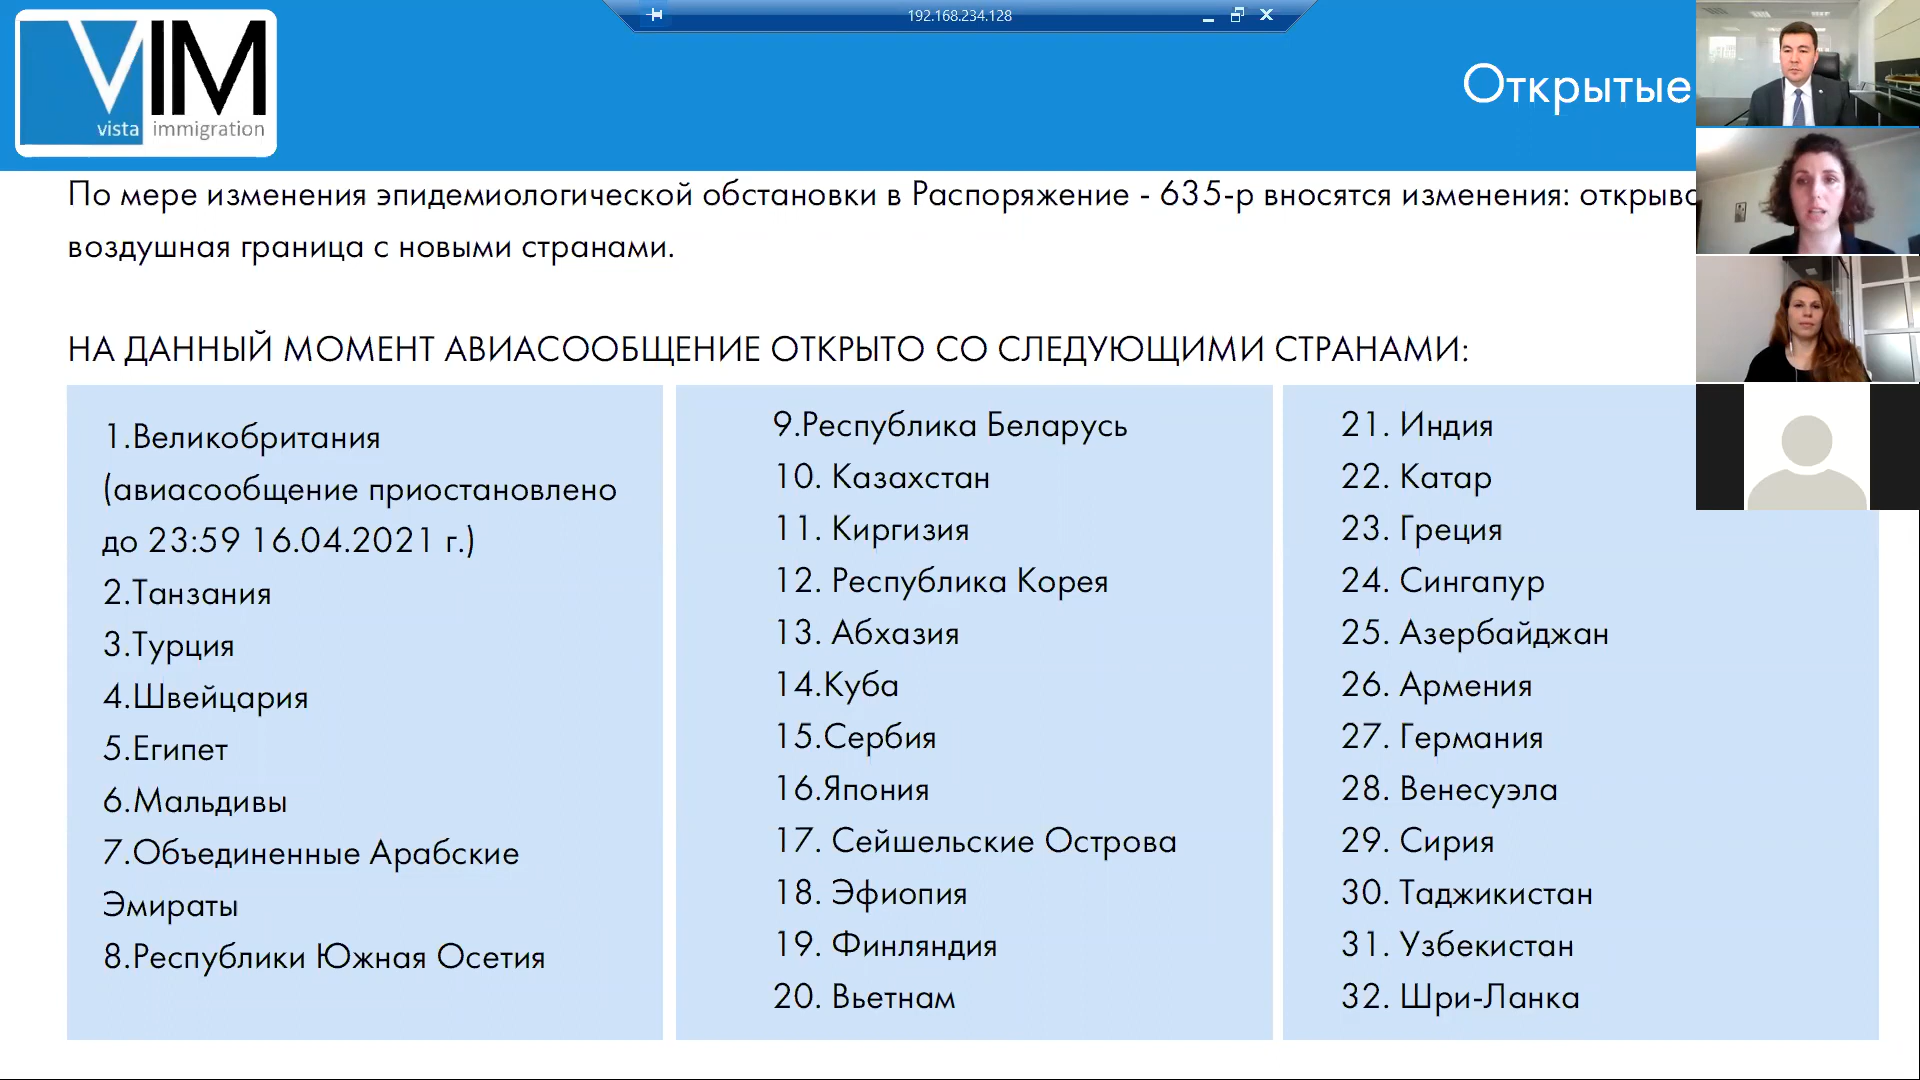 192.168.234.128
VIM
vista immigration
Открытые
По мере изменения эпидемиологической обстановки в Распоряжение - 635-р вносятся изменения:
воздушная граница с новыми странами.
НА ДАННЫЙ МОМЕНТ АВИАСООБЩЕНИЕ ОТКРЫТО СО СЛЕДУЮЩИМИ СТРАНАМИ:
1.Великобритания
(авиасообщение приостановлено
до 23:59 16.04.2021 г.)
2.Танзания
3.Турция
4.Швейцария
5.Египет
6.Мальдивы
7.Объединенные Арабские
Эмираты
8.Республики Южная Осетия
9.Республика Беларусь
10. Казахстан
11. Киргизия
12. Республика Корея
13. Абхазия
14.Куба
15.Сербия
16.Япония
17. Сейшельские Острова
18. Эфиопия
19. Финляндия
20. Вьетнам
21. Индия
22. Катар
23. Греция
24. Сингапур
25. Азербайджан
26. Армения
27. Германия
28. Венесуэла
29. Сирия
30. Таджикистан
31. Узбекистан
32. Шри-Ланка